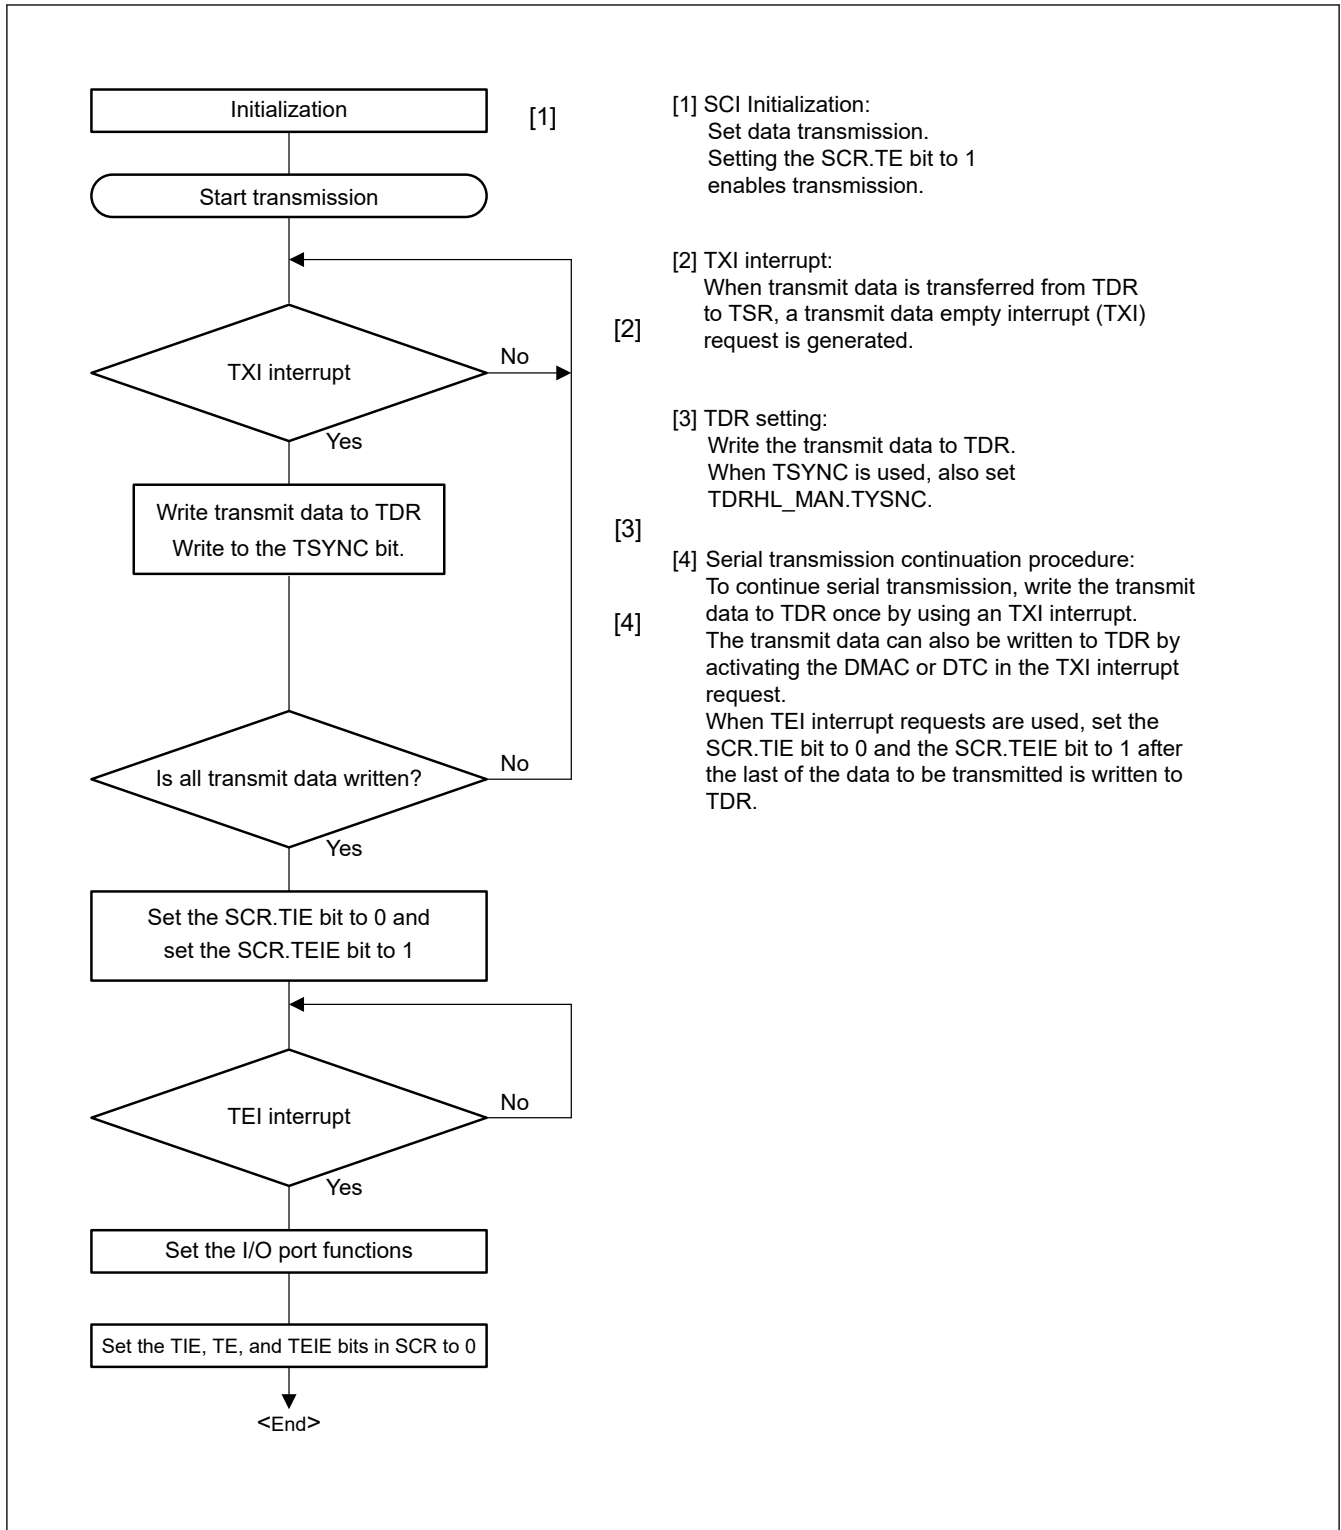 Initialization
[1]
Start transmission
TXI interrupt
No
[2]
Yes
Write transmit data to TDR
Write to the TSYNC bit.
[3]
[4]
Is all transmit data written?
No
Yes
Set the SCR.TIE bit to 0 and
set the SCR.TEIE bit to 1
TEI interrupt
No
Yes
Set the I/O port functions
Set the TIE, TE, and TEIE bits in SCR to 0
<End>
[1] SCI Initialization:
Set data transmission.
Setting the SCR.TE bit to 1
enables transmission.
[2] TXI interrupt:
When transmit data is transferred from TDR
to TSR, a transmit data empty interrupt (TXI)
request is generated.
[3] TDR setting:
Write the transmit data to TDR.
When TSYNC is used, also set
TDRHL_MAN.TYSNC.
[4] Serial transmission continuation procedure:
To continue serial transmission, write the transmit
data to TDR once by using an TXI interrupt.
The transmit data can also be written to TDR by
activating the DMAC or DTC in the TXI interrupt
request.
When TEI interrupt requests are used, set the
SCR.TIE bit to 0 and the SCR.TEIE bit to 1 after
the last of the data to be transmitted is written to
TDR.